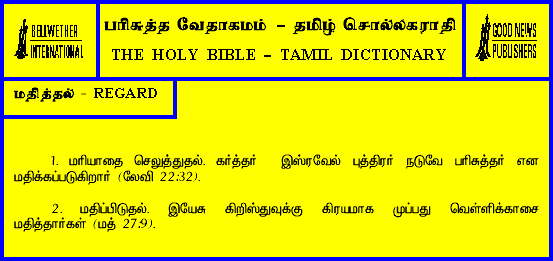 BELLWETHER
INTERNATIONAL
பரிசுத்த வேதாகமம் – தமிழ் சொல்லகராதி
THE HOLY BIBLE – TAMIL DICTIONARY
GOOD NEWS
PUBLISHERS
மதித்தல் - REGARD
1. மரியாதை செலுத்துதல். கர்த்தர் இஸ்ரவேல் புத்திரர் நடுவே பரிசுத்தர் என
மதிக்கப்படுகிறார் (லேவி 22:32).
2. மதிப்பிடுதல். இயேசு கிறிஸ்துவுக்கு கிரயமாக முப்பது வெள்ளிக்காசை
மதித்தார்கள் (மத் 27:9).